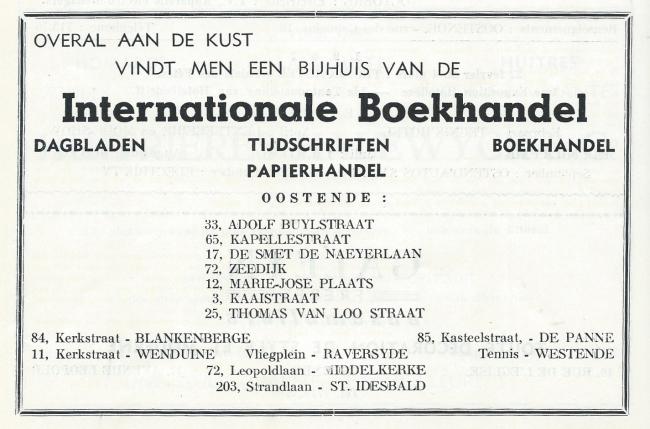 OVERAL AAN DE KUST
VINDT MEN EEN BIJHUIS VAN DE
Internationale Boekhandel
DAGBLADEN TIJDSCHRIFTEN BOEKHANDEL
PAPIERHANDEL
OOSTENDE :
33, ADOLF BUYLSTRAAT
65, KAPELLESTRAAT
17, DE SMET DE NAEYERLAAN
72, ZEEDIJK
12, MARIE-JOSE PLAATS
3, KAAISTRAAT
25, THOMAS VAN LOO STRAAT
84, Kerkstraat - BLANKENBERGE 85, Kasteelstraat, - DE PANNE
11, Kerkstraat - WENDUINE Vliegplein - RAVERSYDE Tennis - WESTENDE
72, Leopoldlaan - MIDDELKERKE
203, Strandlaan - ST. IDESBALD